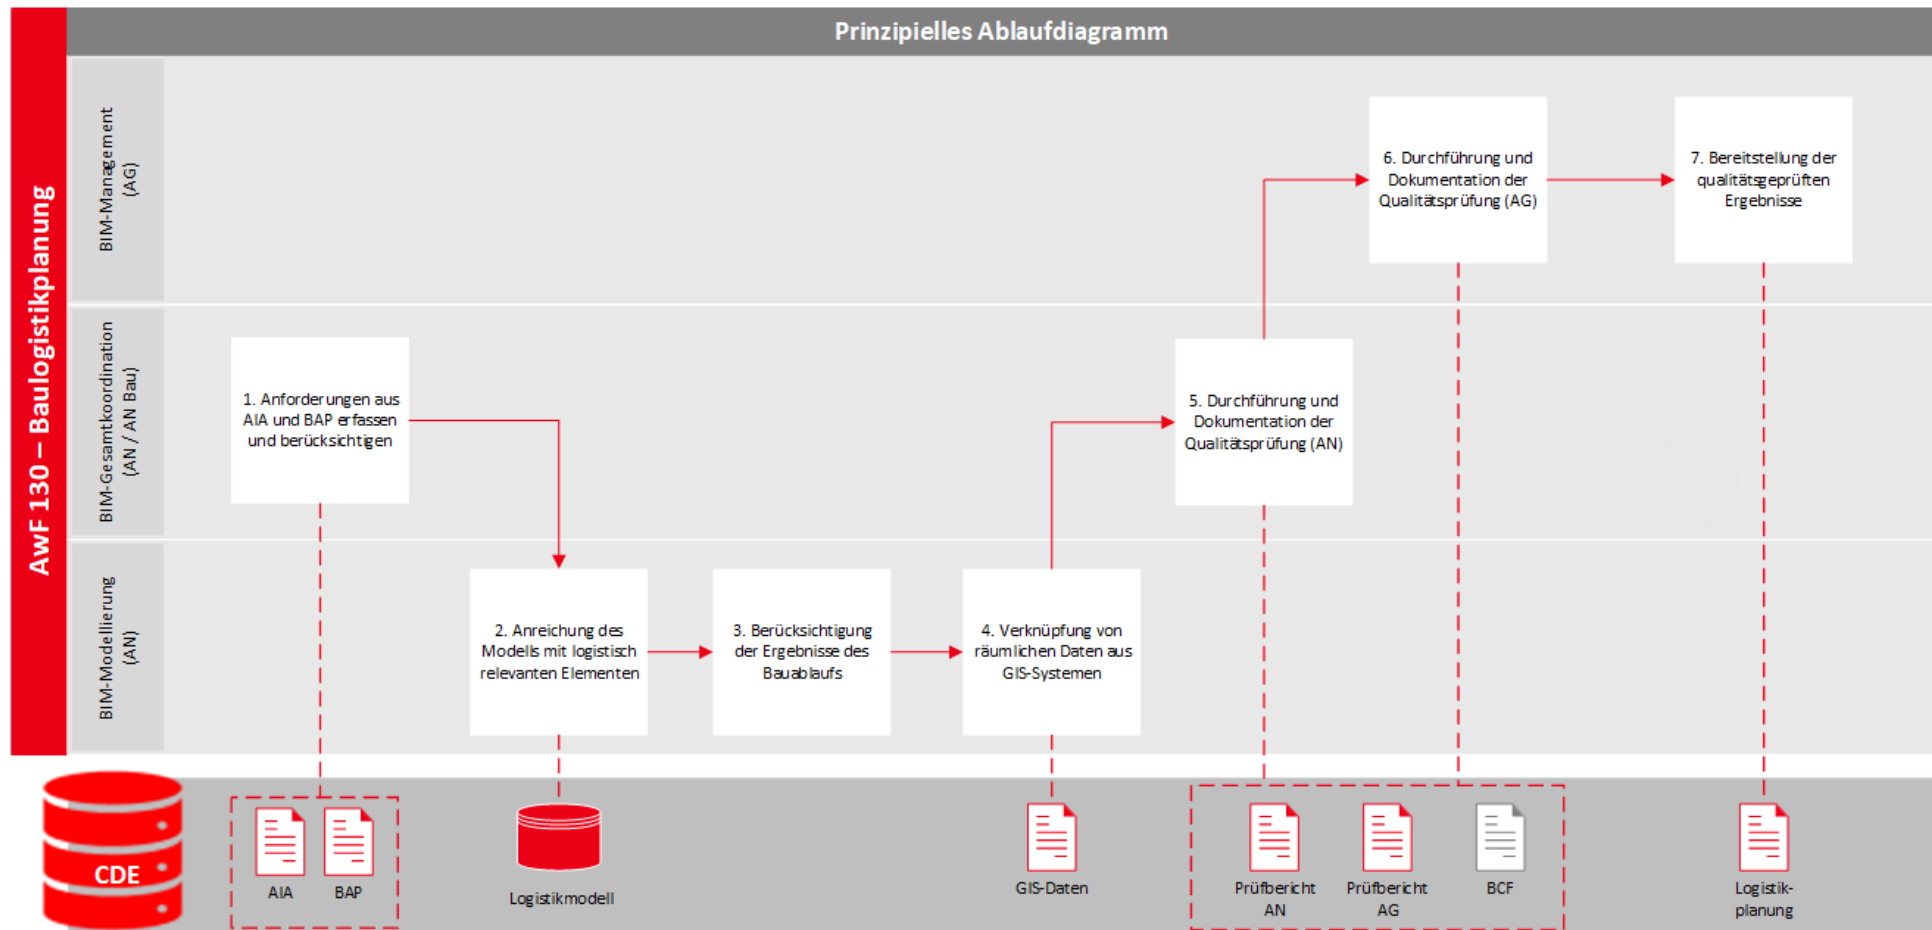 Prinzipielles Ablaufdiagramm
AwF 130 – Baulogistikplanung
BIM-Management
(AG)
6. Durchführung und
Dokumentation der
Qualitätsprüfung (AG)
7. Bereitstellung der
qualitätsgeprüften
Ergebnisse
BIM-Gesamtkoordination
(AN / AN Bau)
1. Anforderungen aus
AIA und BAP erfassen
und berücksichtigen
5. Durchführung und
Dokumentation der
Qualitätsprüfung (AN)
BIM-Modellierung
(AN)
2. Anreichung des
Modells mit logistisch
relevanten Elementen
3. Berücksichtigung
der Ergebnisse des
Bauablaufs
4. Verknüpfung von
räumlichen Daten aus
GIS-Systemen
CDE
AIA
BAP
Logistikmodell
GIS-Daten
Prüfbericht
AN
Prüfbericht
AG
BCF
Logistik-
planung